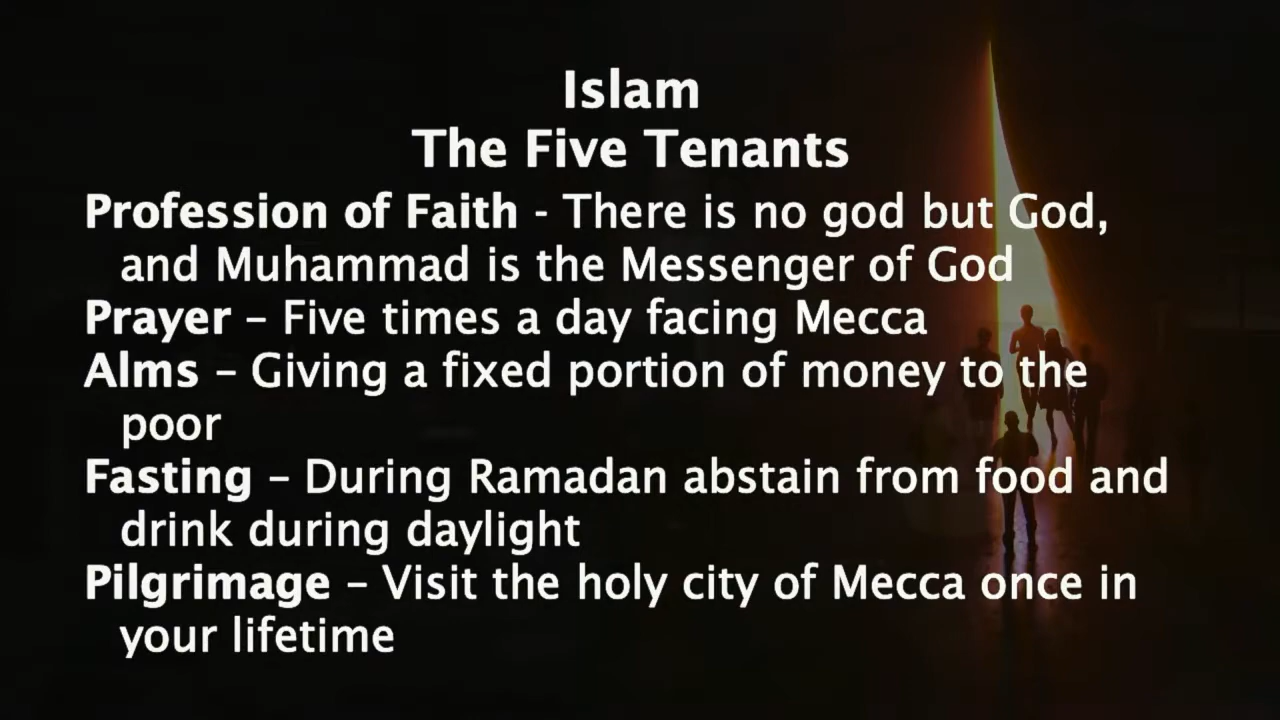 Islam
The Five Tenants
Profession of Faith - There is no god but God,
and Muhammad is the Messenger of God
Prayer – Five times a day facing Mecca
Alms – Giving a fixed portion of money to the
poor
Fasting – During Ramadan abstain from food and
drink during daylight
Pilgrimage – Visit the holy city of Mecca once in
your lifetime